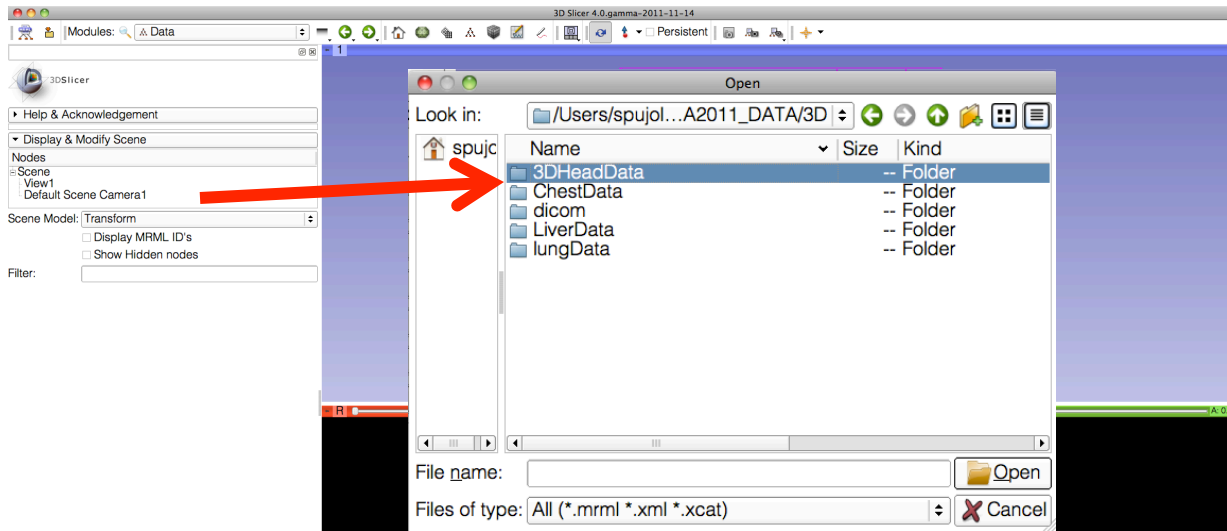 3D Slicer 4.0.gamma-2011-11-14
Modules: Data Persistent
1
3DSlicer
Help & Acknowledgement
Display & Modify Scene
Nodes
Scene
View1
Default Scene Camera1
Scene Model: Transform
Display MRML ID's
Show Hidden nodes
Filter:
R
A: 0
Open
Look in: /Users/spujol...A2011_DATA/3D
spujc
Name Size Kind
3DHeadData -- Folder
ChestData -- Folder
dicom -- Folder
LiverData -- Folder
lungData -- Folder
File name: Open
Files of type: All (*.mrml *.xml *.xcat) Cancel